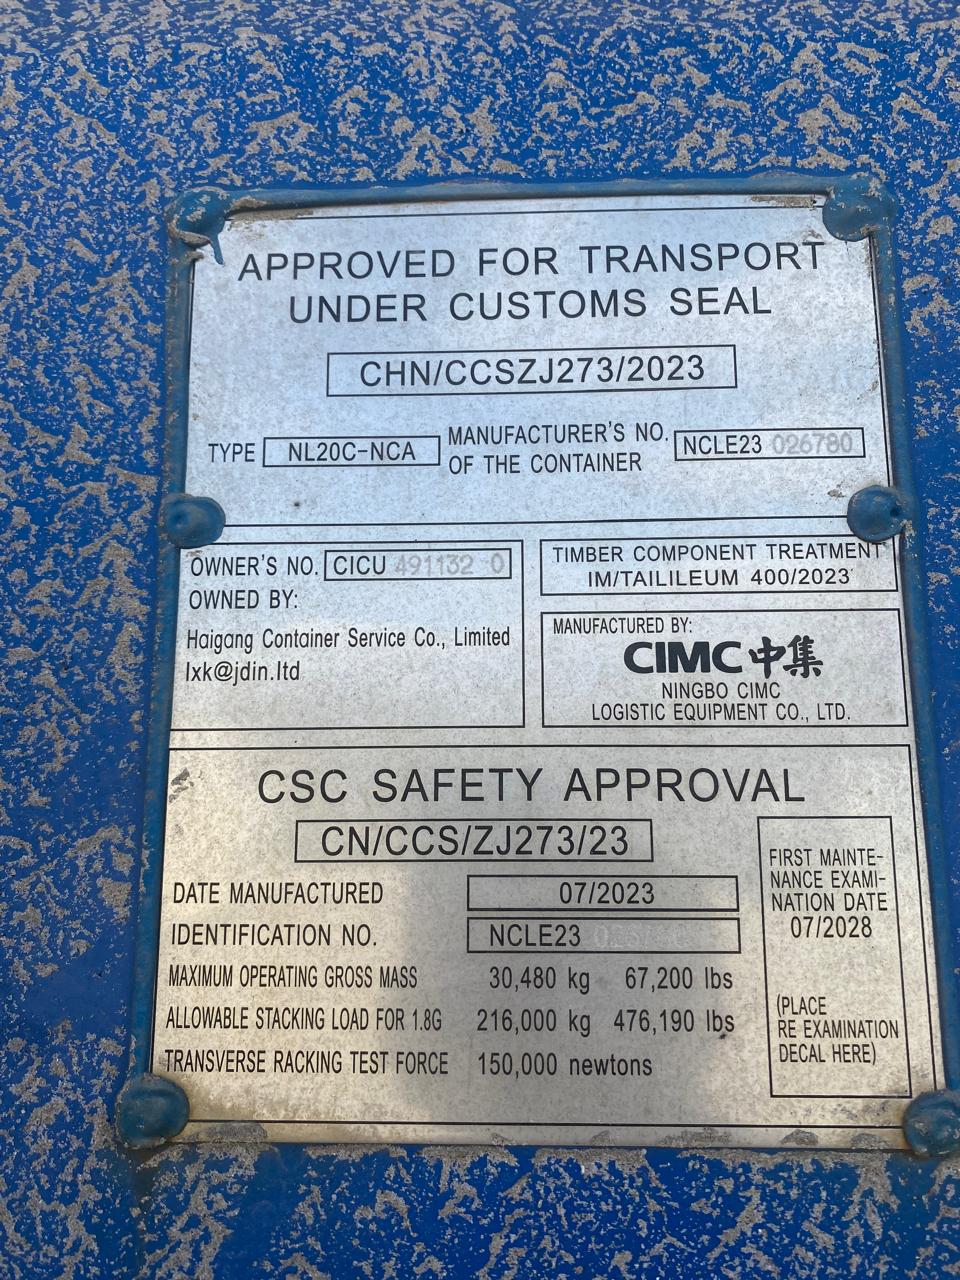 APPROVED FOR TRANSPORT
UNDER CUSTOMS SEAL
CHN/CCSZJ273/2023
TYPE NL20C-NCA MANUFACTURER'S NO. OF THE CONTAINER NCLE23 026780
OWNER'S NO. CICU 491132 0
OWNED BY:
Haigang Container Service Co., Limited
lxk@jdin.ltd
TIMBER COMPONENT TREATMENT
IM/TAILILEUM 400/2023
MANUFACTURED BY:
CIMC 中集
NINGBO CIMC
LOGISTIC EQUIPMENT CO., LTD.
CSC SAFETY APPROVAL
CN/CCS/ZJ273/23
DATE MANUFACTURED 07/2023
IDENTIFICATION NO. NCLE23
MAXIMUM OPERATING GROSS MASS 30,480 kg 67,200 lbs
ALLOWABLE STACKING LOAD FOR 1.8G 216,000 kg 476,190 lbs
TRANSVERSE RACKING TEST FORCE 150,000 newtons
FIRST MAINTE-
NANCE EXAMI-
NATION DATE
07/2028
(PLACE
RE EXAMINATION
DECAL HERE)